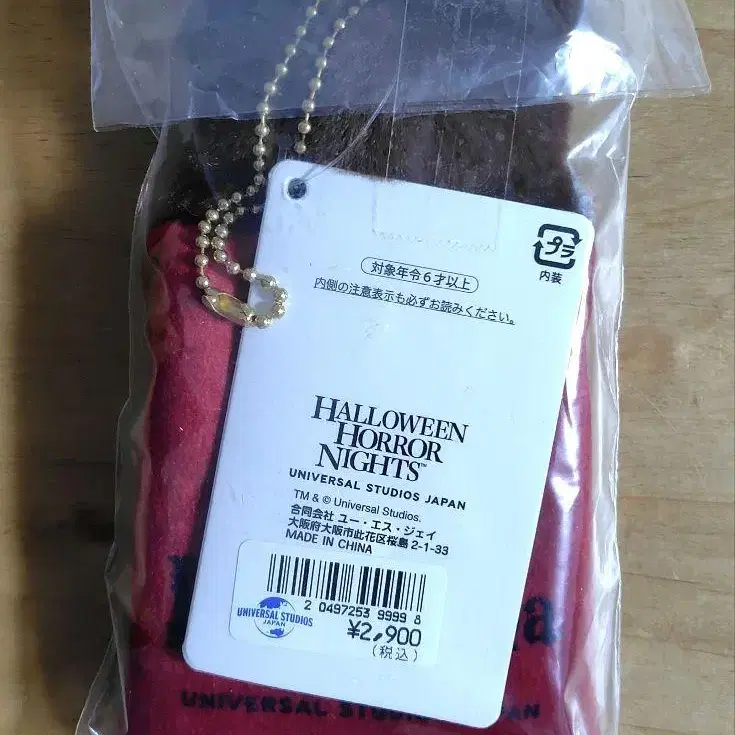 プラ
内装
対象年令6才以上
内側の注意表示も必ずお読みください。
HALLOWEEN
HORROR
NIGHTS™
UNIVERSAL STUDIOS JAPAN
TM & © Universal Studios.
合同会社 ユー・エス・ジェイ
大阪府大阪市此花区桜島 2-1-33
MADE IN CHINA
2 0497253 9999 8
UNIVERSAL STUDIOS
JAPAN
¥2,900
(税込)
a
UNIVERSAL STUDIO JAPAN